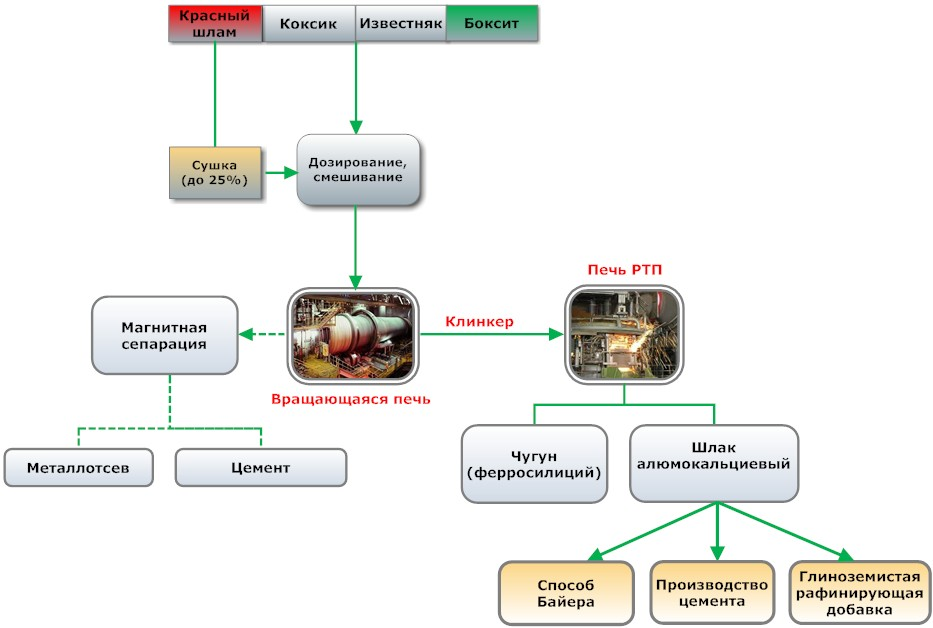 Красный
шлам
Коксик
Известняк
Боксит
Сушка
(до 25%)
Дозирование,
смешивание
Печь РТП
Магнитная
сепарация
Клинкер
Вращающаяся печь
Металлотсев
Цемент
Чугун
(ферросилиций)
Шлак
алюмокальциевый
Способ
Байера
Производство
цемента
Глиноземистая
рафинирующая
добавка